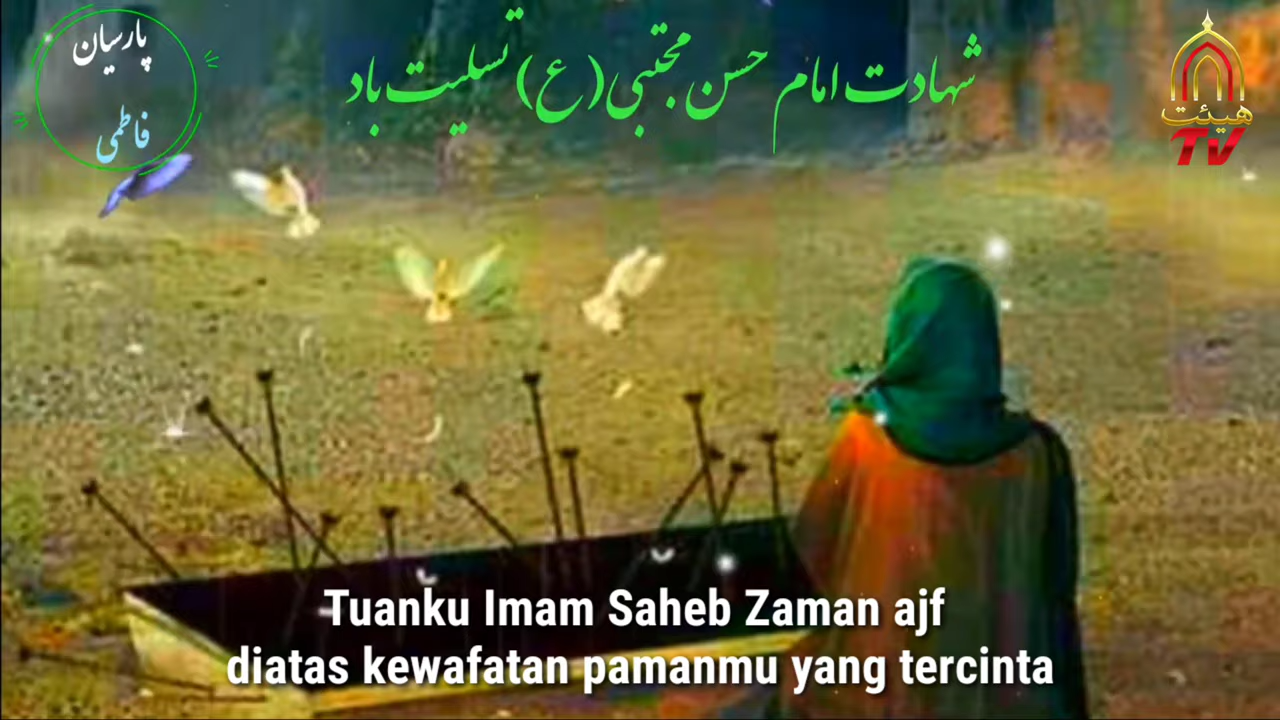 پارسیان
فاطمی
شهادت امام حسن مجتبی (ع) تسلیت باد
هیئت
TV
Tuanku Imam Saheb Zaman ajf
diatas kewafatan pamanmu yang tercinta